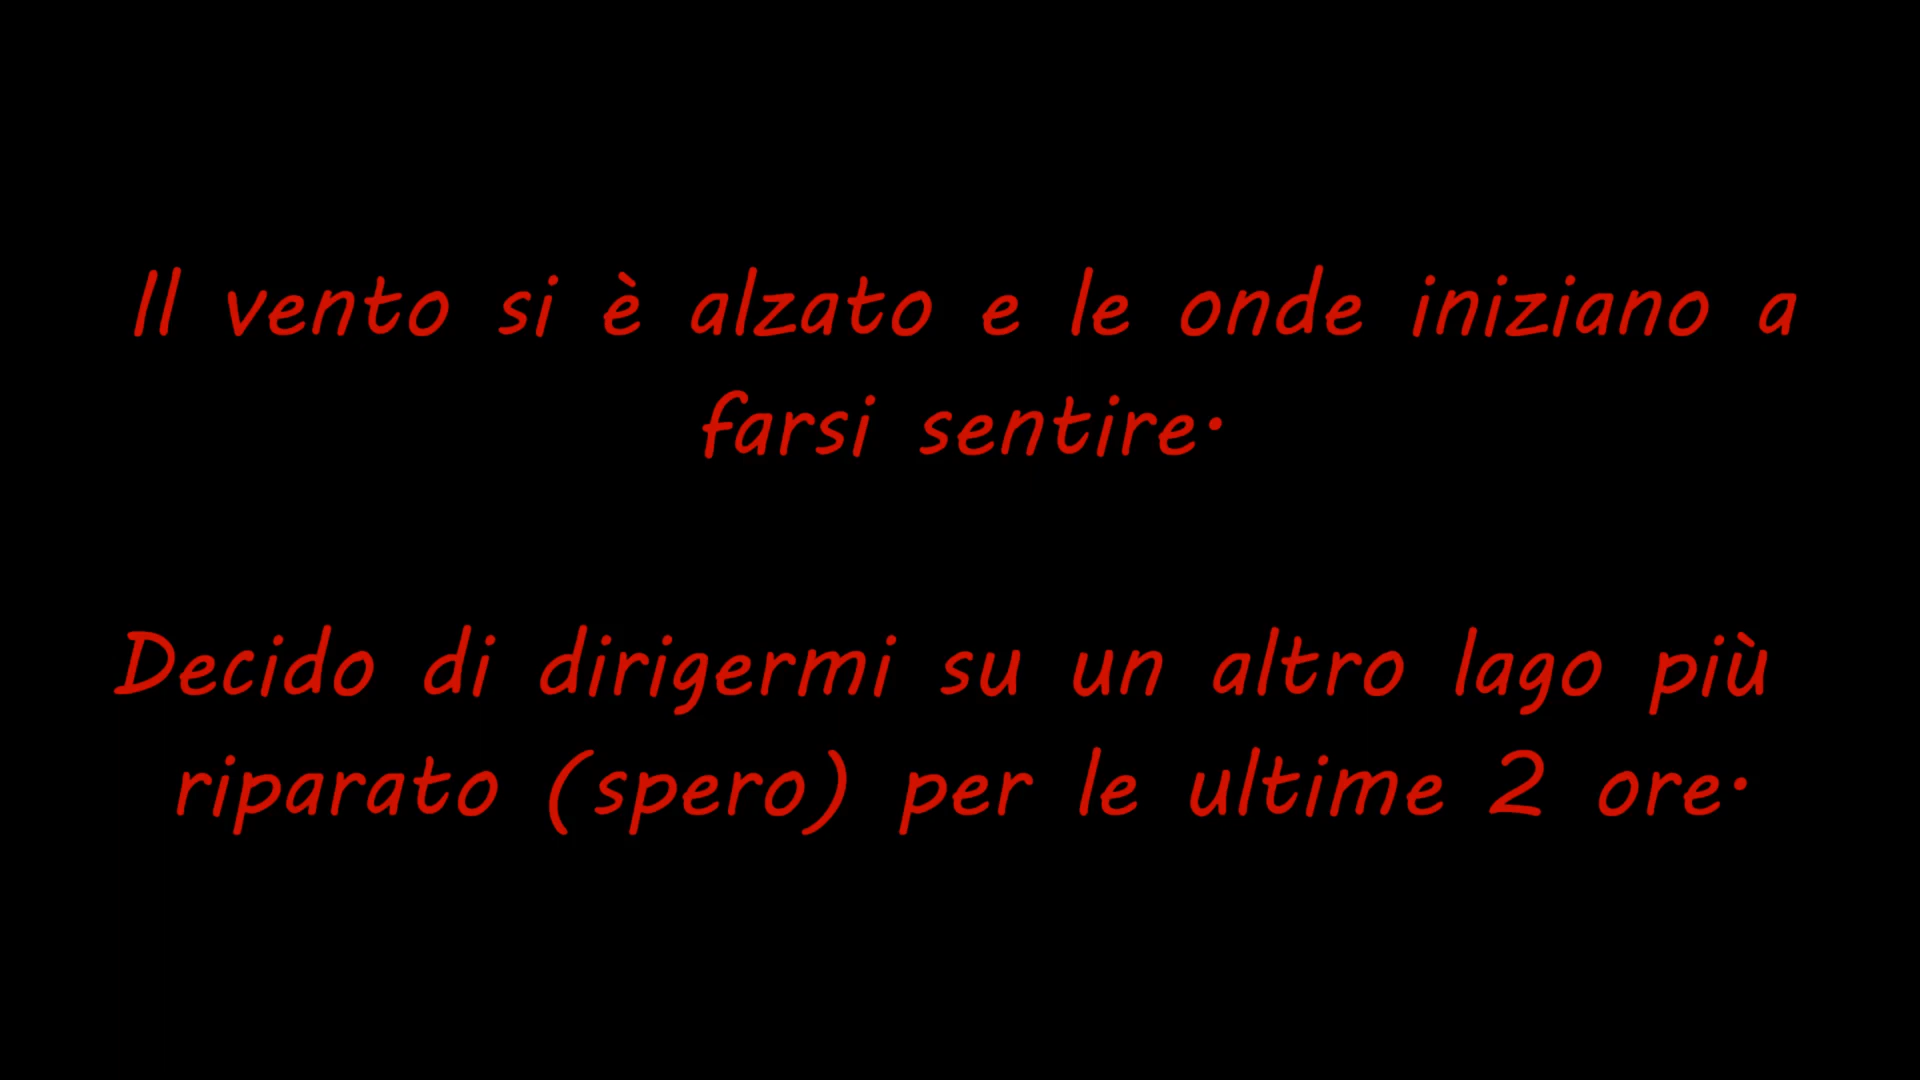 Il vento si è alzato e le onde iniziano a
farsi sentire.
Decido di dirigermi su un altro lago più
riparato (spero) per le ultime 2 ore.